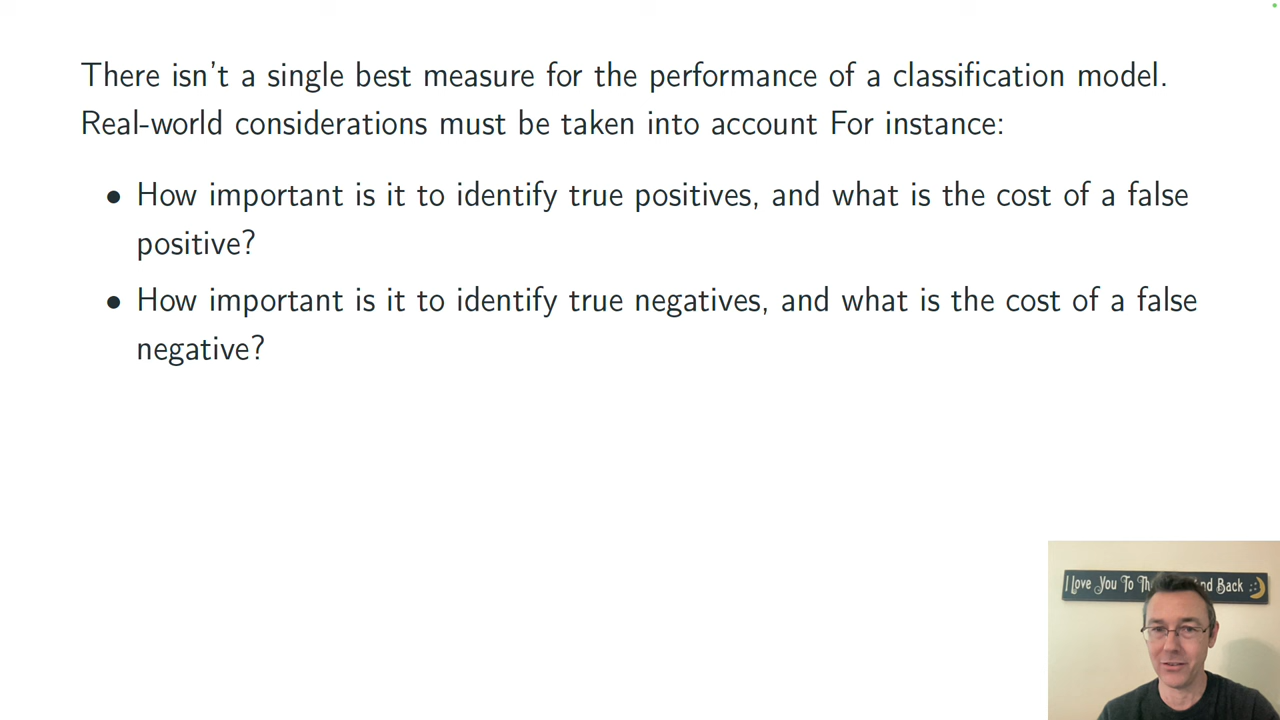 There isn't a single best measure for the performance of a classification model.
Real-world considerations must be taken into account For instance:
• How important is it to identify true positives, and what is the cost of a false
positive?
• How important is it to identify true negatives, and what is the cost of a false
negative?
I Love You To Th nd Back